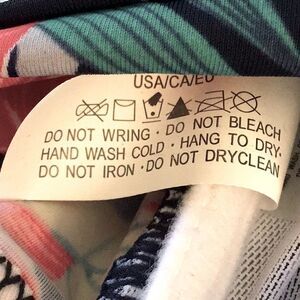 USA/CA/EU
DO NOT WRING · DO NOT BLEACH
HAND WASH COLD · HANG TO DRY·
DO NOT IRON · DO NOT DRYCLEAN